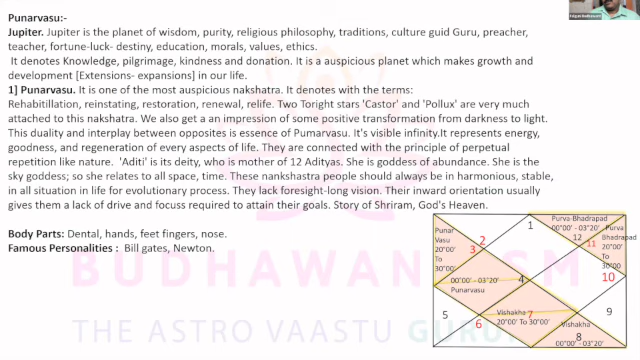 Punarvasu:-
Jupiter. Jupiter is the planet of wisdom, purity, religious philosophy, traditions, culture guid Guru, preacher,
teacher, fortune-luck- destiny, education, morals, values, ethics.
It denotes Knowledge, pilgrimage, kindness and donation. It is a auspicious planet which makes growth and
development [Extensions- expansions] in our life.
1] Punarvasu. It is one of the most auspicious nakshatra. It denotes with the terms:
Rehabitillation, reinstating, restoration, renewal, relife. Two Toright stars 'Castor' and 'Pollux' are very much
attached to this nakshatra. We also get a an impression of some positive transformation from darkness to light.
This duality and interplay between opposites is essence of Pumarvasu. It's visible infinity.It represents energy,
goodness, and regeneration of every aspects of life. They are connected with the principle of perpetual
repetition like nature. 'Aditi' is its deity, who is mother of 12 Adityas. She is goddess of abundance. She is the
sky goddess; so she relates to all space, time. These nankshastra people should always be in harmonious, stable,
in all situation in life for evolutionary process. They lack foresight-long vision. Their inward orientation usually
gives them a lack of drive and focuss required to attain their goals. Story of Shriram, God's Heaven.
Body Parts: Dental, hands, feet fingers, nose.
Famous Personalities : Bill gates, Newton.
Punar
Vasu
20°00'
To
30°00'
2
3
1
Purva-Bhadrapad
00°00' - 03°20'
12
Purva
Bhadrapad
20°00'
To
30°00
11
10
00°00' - 03°20'
Punarvasu
4
5
6
Vishakha
7
20°00' To 30°00'
9
Vishakha
8
00°00' - 03°20'
BUDHAWANTISM
THE ASTRO VAASTU GURU